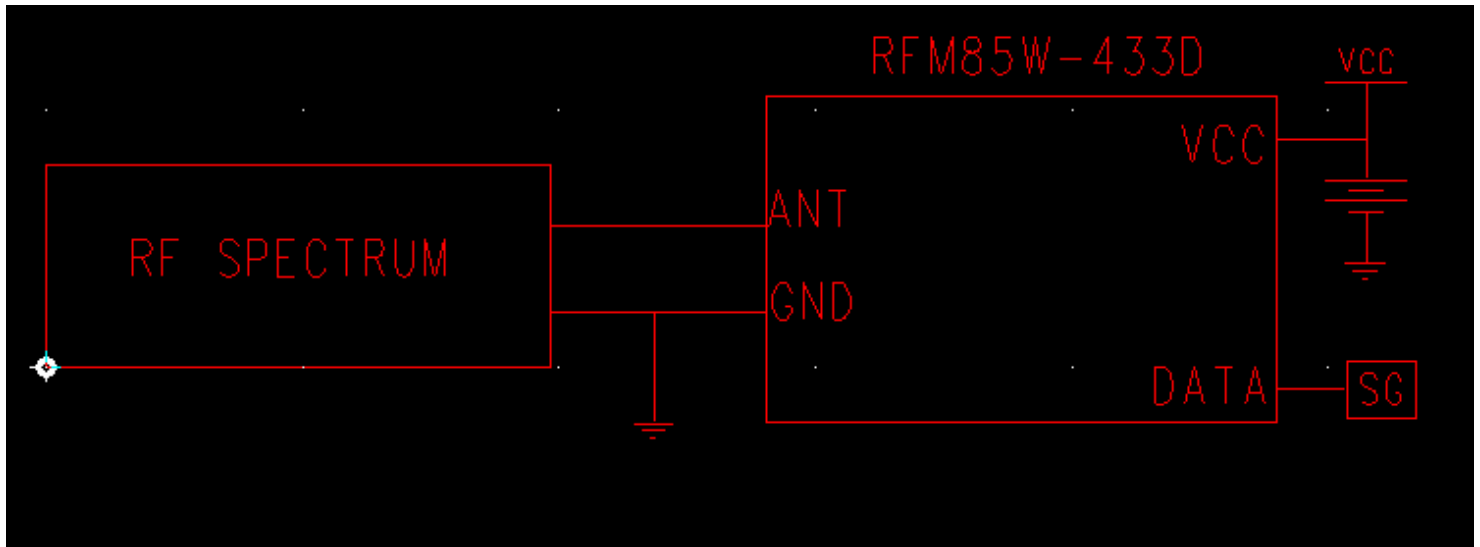 RFM85W-433D
VCC
VCC
ANT
RF SPECTRUM
GND
DATA
SG